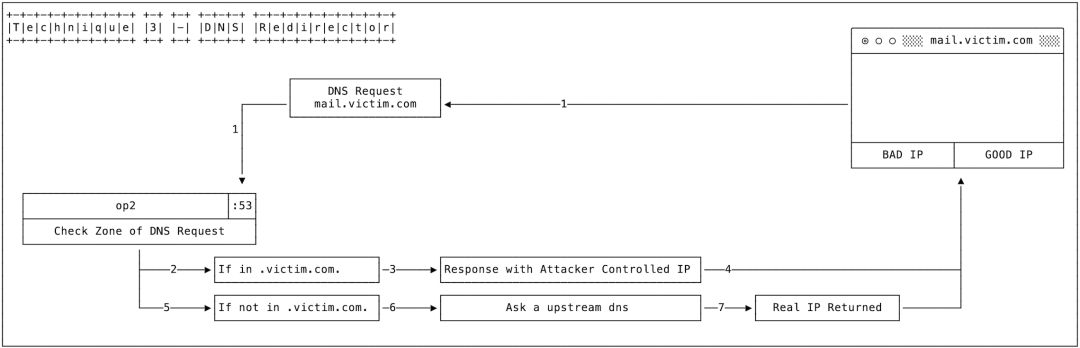 |T|e|c|h|n|i|q|u|e| |3| |-| |D|N|S| |R|e|d|i|r|e|c|t|o|r|
mail.victim.com
DNS Request
mail.victim.com
1
1
BAD IP
GOOD IP
op2
:53
Check Zone of DNS Request
2
If in .victim.com.
3
Response with Attacker Controlled IP
4
5
If not in .victim.com.
6
Ask a upstream dns
7
Real IP Returned